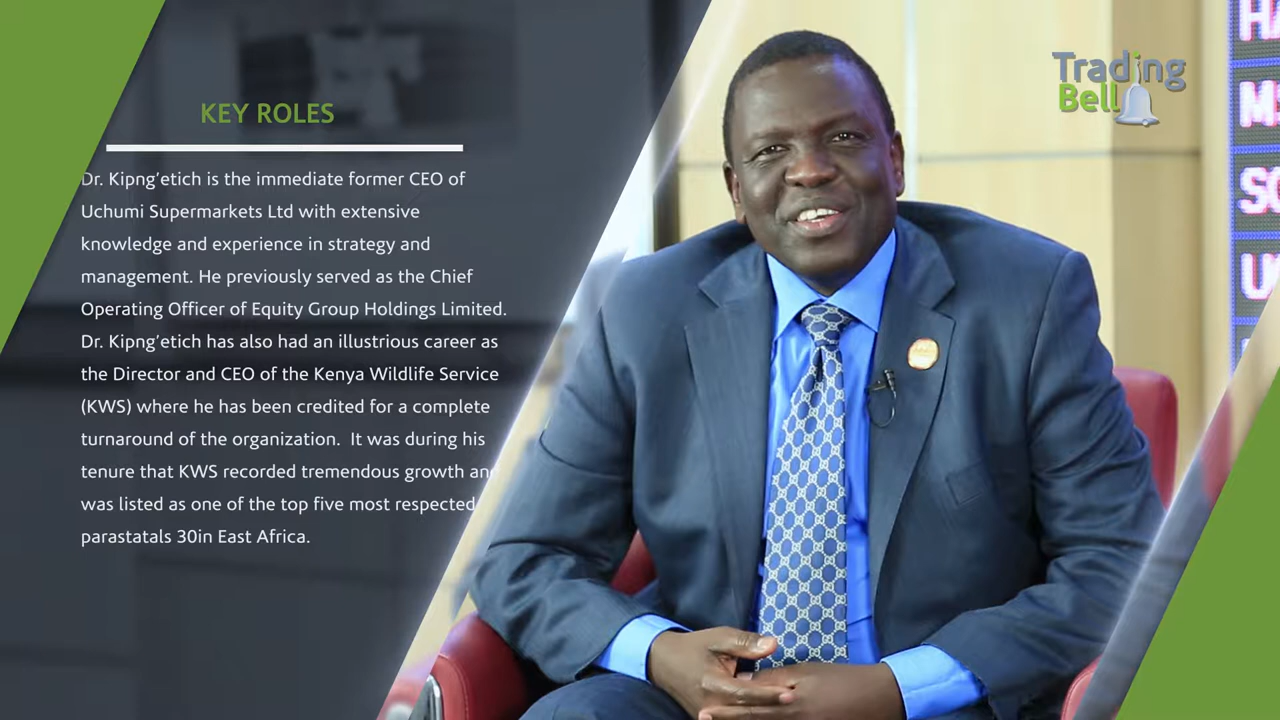 KEY ROLES
Dr. Kipng'etich is the immediate former CEO of
Uchumi Supermarkets Ltd with extensive
knowledge and experience in strategy and
management. He previously served as the Chief
Operating Officer of Equity Group Holdings Limited.
Dr. Kipng'etich has also had an illustrious career as
the Director and CEO of the Kenya Wildlife Service
(KWS) where he has been credited for a complete
turnaround of the organization.  It was during his
tenure that KWS recorded tremendous growth and
was listed as one of the top five most respected
parastatals 30in East Africa.
Trading
Bell